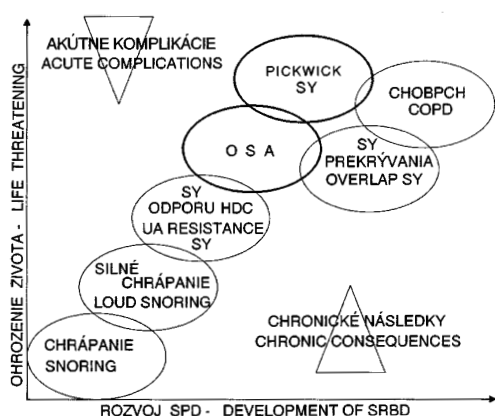 AKÚTNE KOMPLIKÁCIE
ACUTE COMPLICATIONS
PICKWICK
SY
CHOBPCH
COPD
O S A
SY
PREKRÝVANIA
OVERLAP SY
SY
ODPORU HDC
UA RESISTANCE
SY
SILNÉ
CHRÁPANIE
LOUD SNORING
CHRÁPANIE
SNORING
CHRONICKÉ NÁSLEDKY
CHRONIC CONSEQUENCES
OHROZENIE ŽIVOTA - LIFE THREATENING
ROZVOJ SPD - DEVELOPMENT OF SRBD